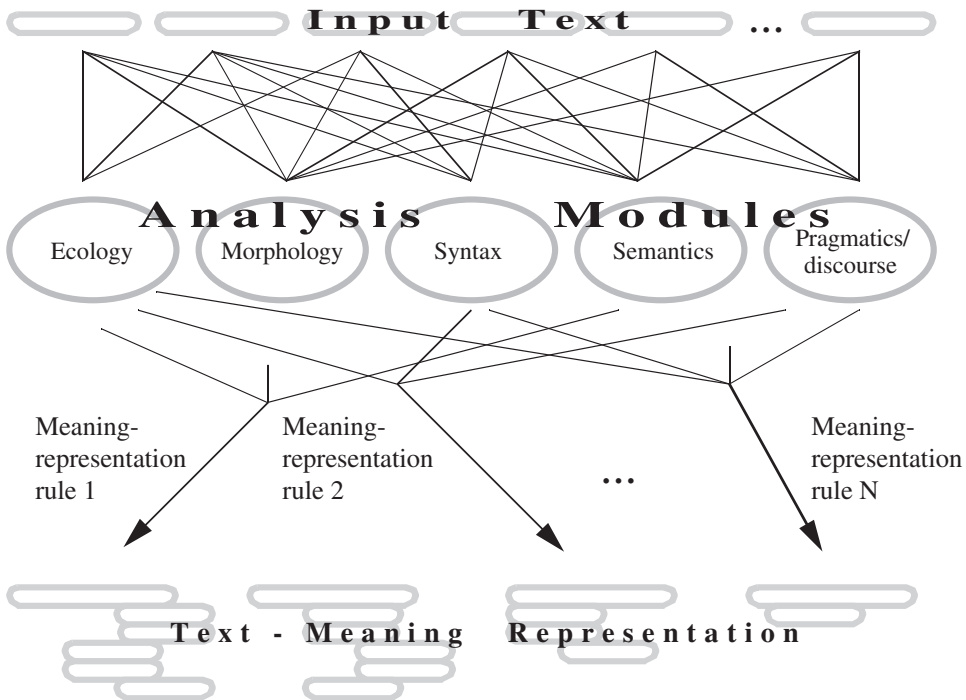 Input Text
...
Analysis Modules
Ecology
Morphology
Syntax
Semantics
Pragmatics/
discourse
Meaning-
representation
rule 1
Meaning-
representation
rule 2
...
Meaning-
representation
rule N
Text - Meaning Representation